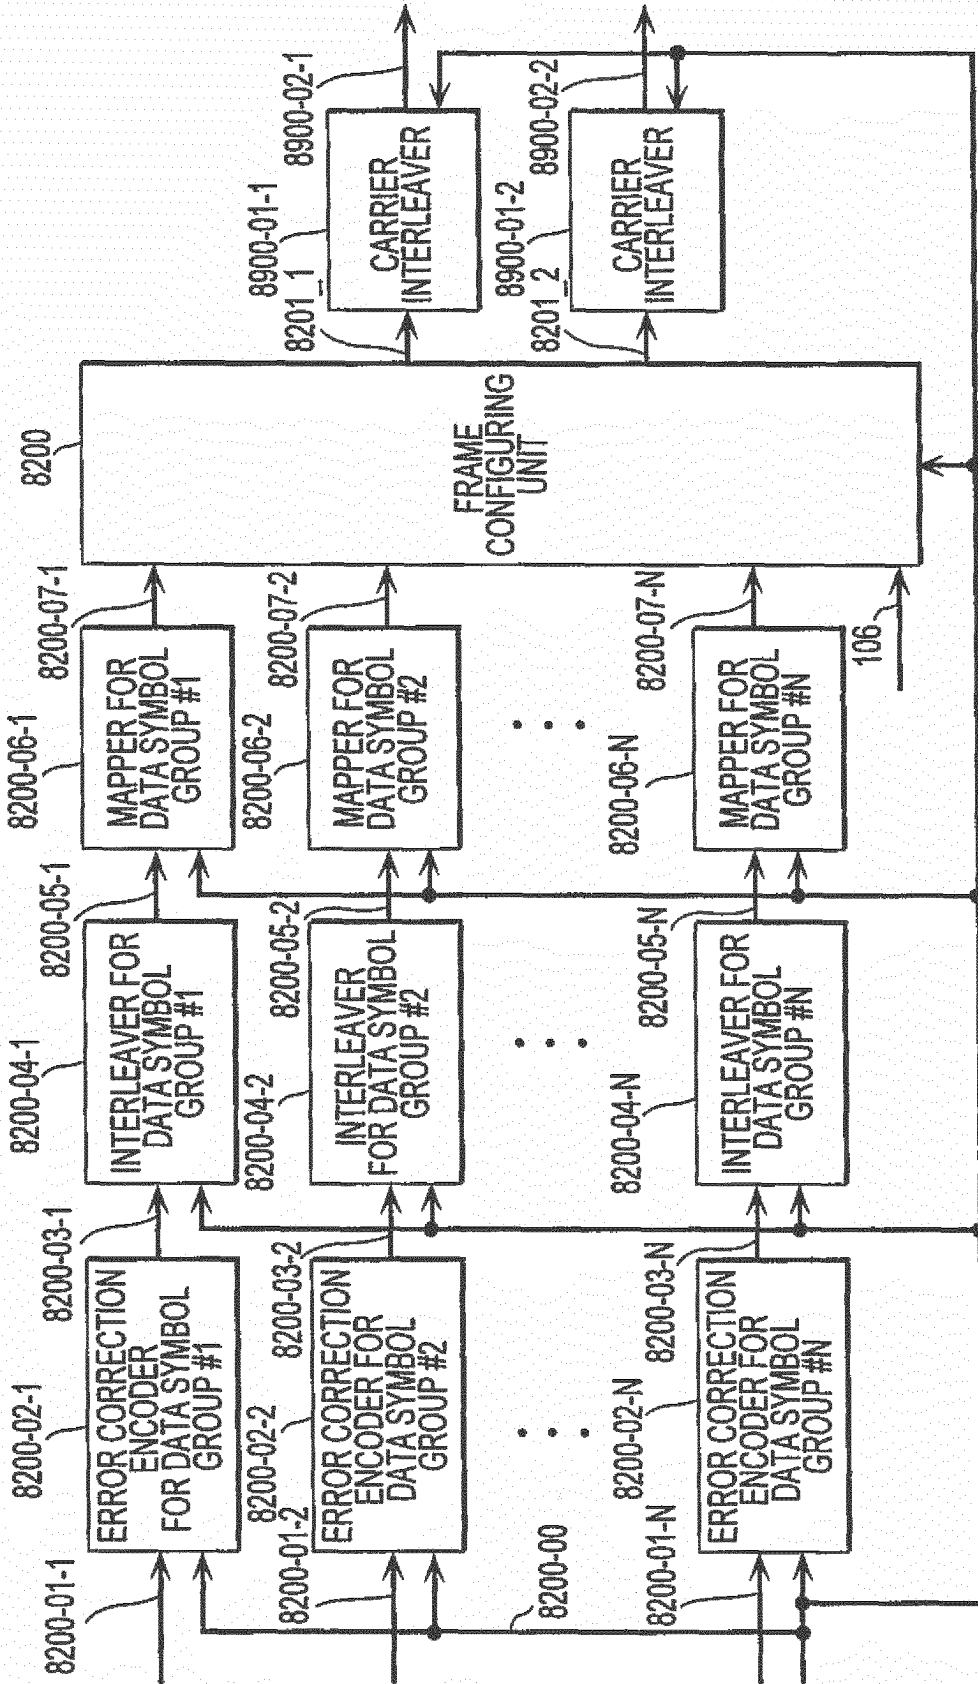 8200-01-1
8200-02-1
ERROR CORRECTION
ENCODER
FOR DATA SYMBOL
GROUP #1
8200-03-1
8200-04-1
INTERLEAVER FOR
DATA SYMBOL
GROUP #1
8200-05-1
8200-06-1
MAPPER FOR
DATA SYMBOL
GROUP #1
8200-07-1
8200-01-2
8200-02-2
ERROR CORRECTION
ENCODER FOR
DATA SYMBOL
GROUP #2
8200-03-2
8200-04-2
INTERLEAVER
FOR DATA SYMBOL
GROUP #2
8200-05-2
8200-06-2
MAPPER FOR
DATA SYMBOL
GROUP #2
8200-07-2
8200-00
8200-01-N
8200-02-N
ERROR CORRECTION
ENCODER FOR
DATA SYMBOL
GROUP #N
8200-03-N
8200-04-N
INTERLEAVER FOR
DATA SYMBOL
GROUP #N
8200-05-N
8200-06-N
MAPPER FOR
DATA SYMBOL
GROUP #N
8200-07-N
106
8200
FRAME
CONFIGURING
UNIT
8201_1
8900-01-1
CARRIER
INTERLEAVER
8900-02-1
8201_2
8900-01-2
CARRIER
INTERLEAVER
8900-02-2